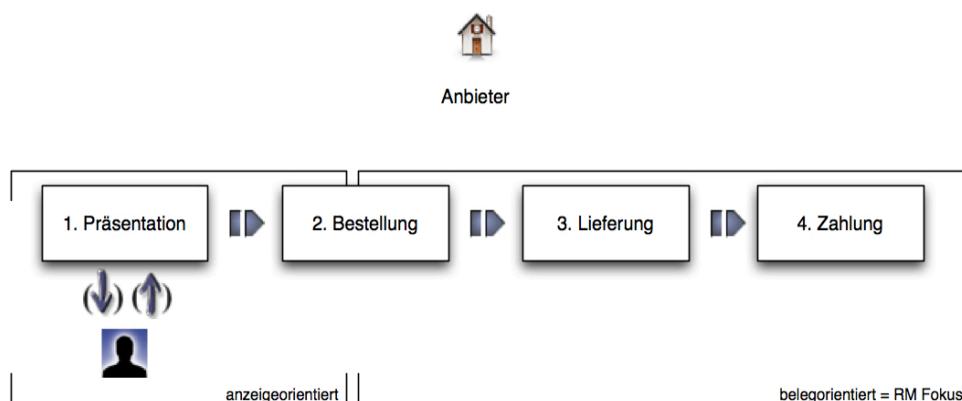 Anbieter
1. Präsentation
2. Bestellung
3. Lieferung
4. Zahlung
( ) ( )
anzeigeorientiert
belegorientiert = RM Fokus